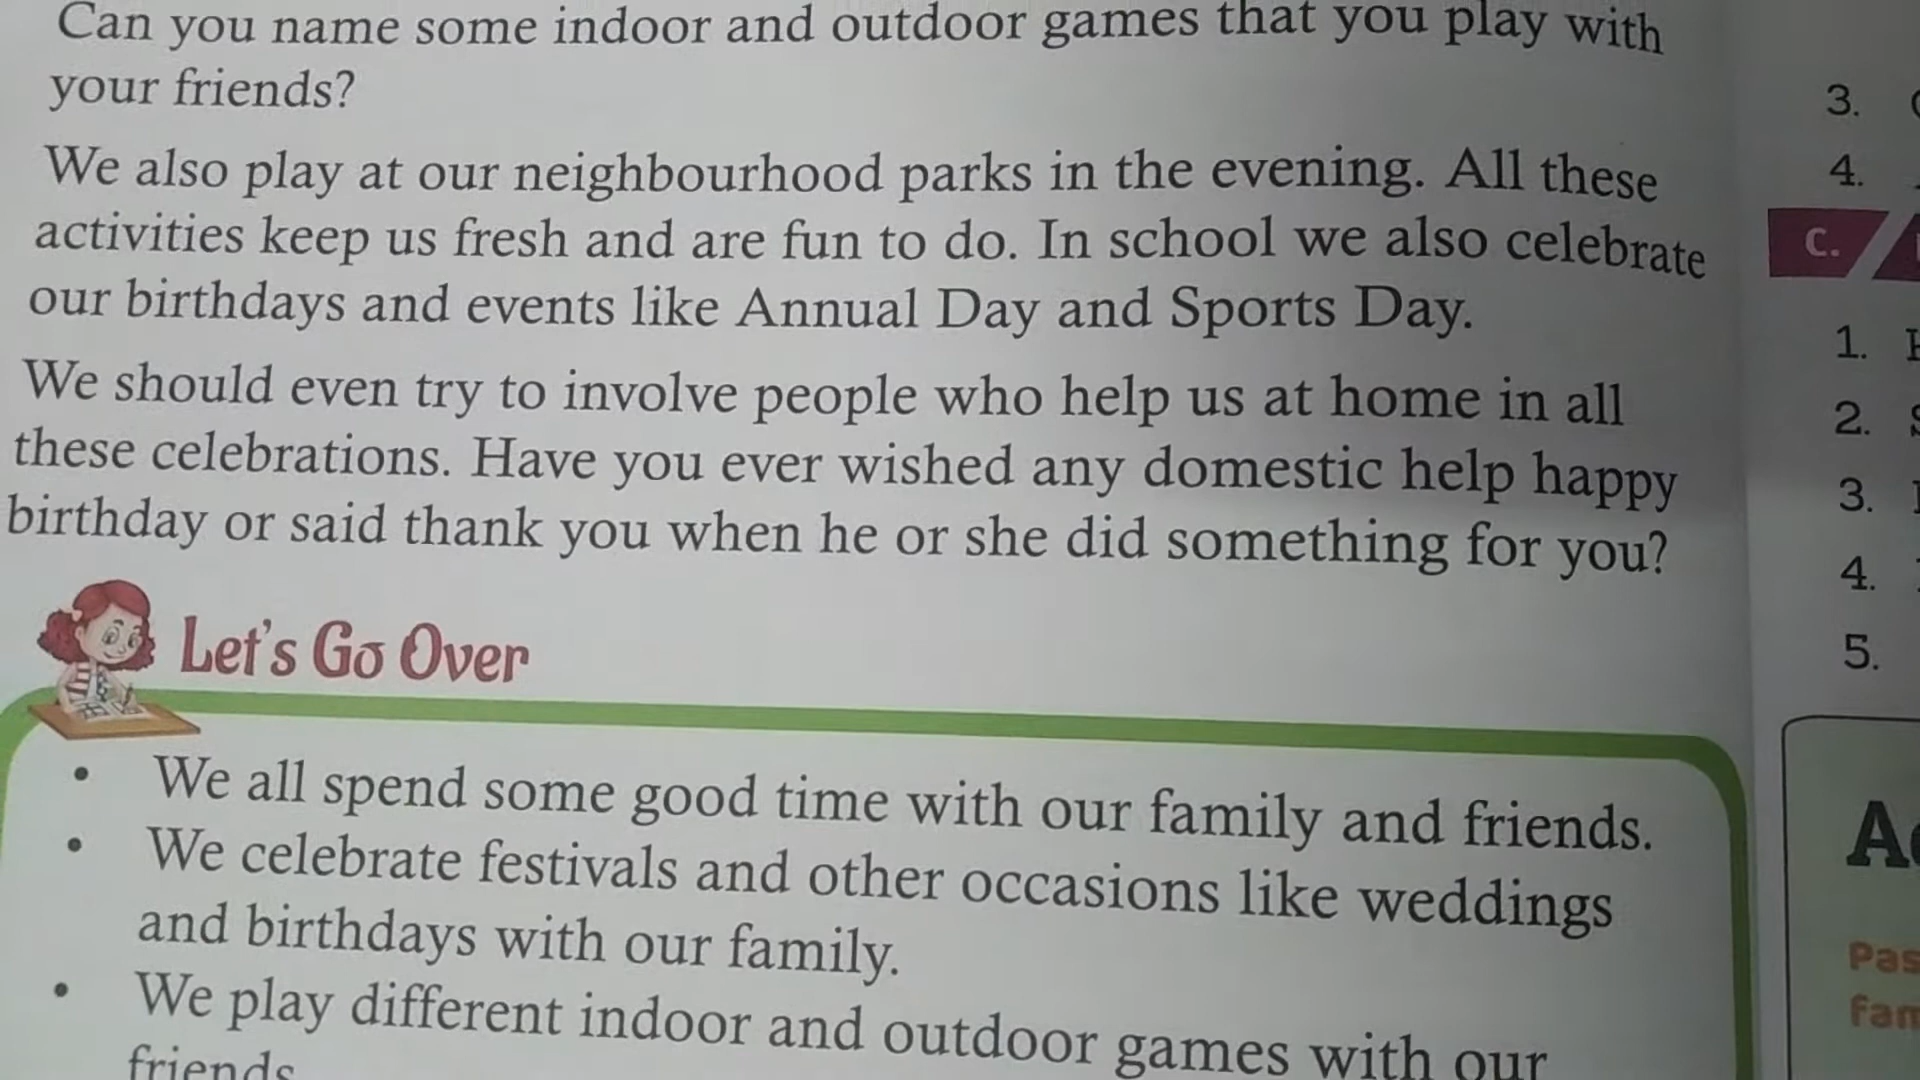 Can you name some indoor and outdoor games that you play with
your friends?
We also play at our neighbourhood parks in the evening. All these
activities keep us fresh and are fun to do. In school we also celebrate
our birthdays and events like Annual Day and Sports Day.
We should even try to involve people who help us at home in all
these celebrations. Have you ever wished any domestic help happy
birthday or said thank you when he or she did something for you?
Let's Go Over
• We all spend some good time with our family and friends.
• We celebrate festivals and other occasions like weddings
and birthdays with our family.
• We play different indoor and outdoor games with our
friends
3.
4.
C.
1.
2.
3.
4.
5.